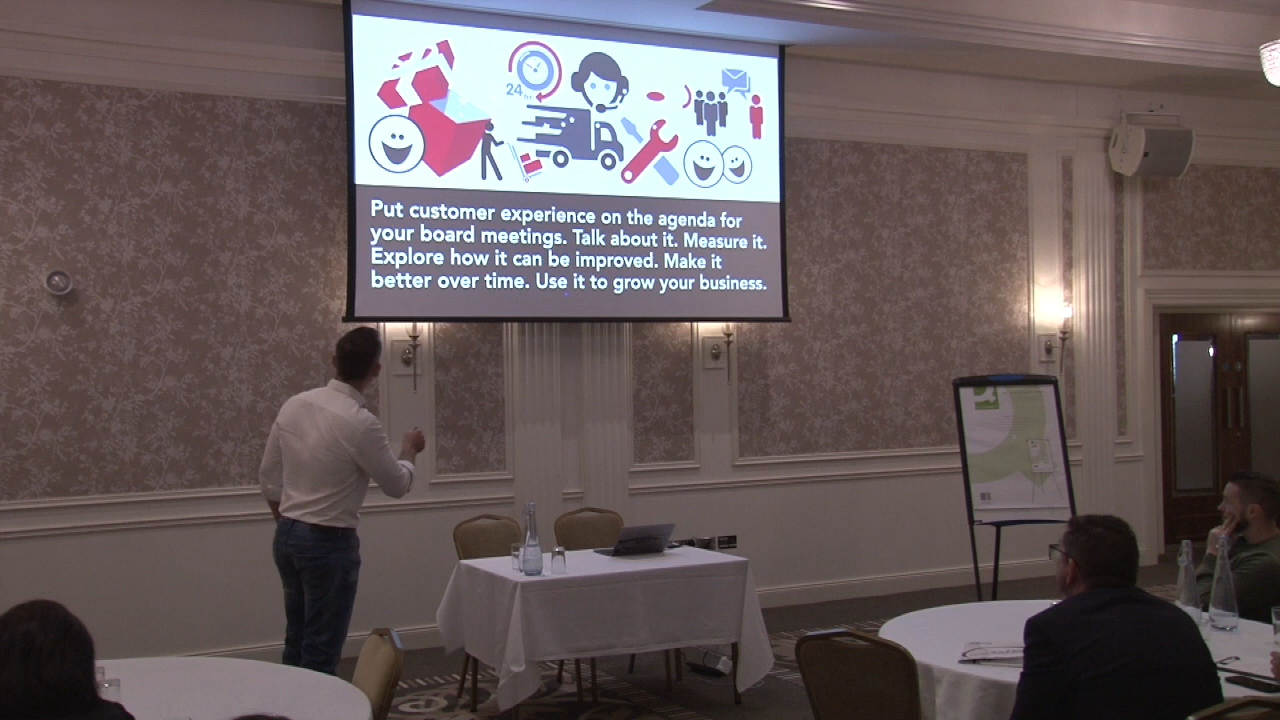 24 hr
Put customer experience on the agenda for
your board meetings. Talk about it. Measure it.
Explore how it can be improved. Make it
better over time. Use it to grow your business.